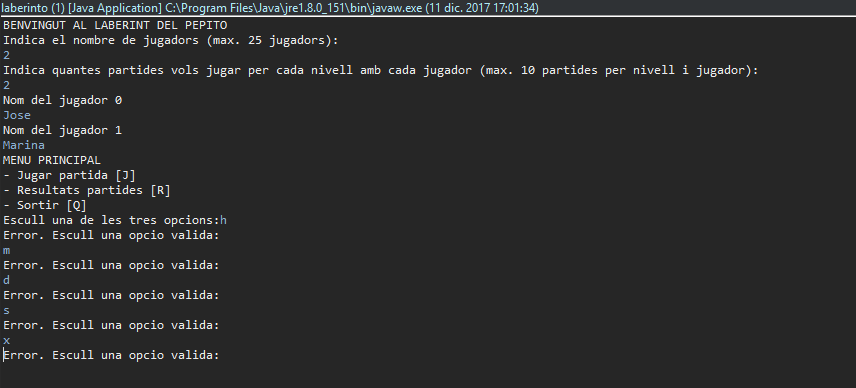 laberinto (1) [Java Application] C:\Program Files\Java\jre1.8.0_151\bin\javaw.exe (11 dic. 2017 17:01:34)
BENVINGUT AL LABERINT DEL PEPITO
Indica el nombre de jugadors (max. 25 jugadors):
2
Indica quantes partides vols jugar per cada nivell amb cada jugador (max. 10 partides per nivell i jugador):
2
Nom del jugador 0
Jose
Nom del jugador 1
Marina
MENU PRINCIPAL
- Jugar partida [J]
- Resultats partides [R]
- Sortir [Q]
Escull una de les tres opcions:h
Error. Escull una opcio valida:
m
Error. Escull una opcio valida:
d
Error. Escull una opcio valida:
s
Error. Escull una opcio valida:
x
Error. Escull una opcio valida: